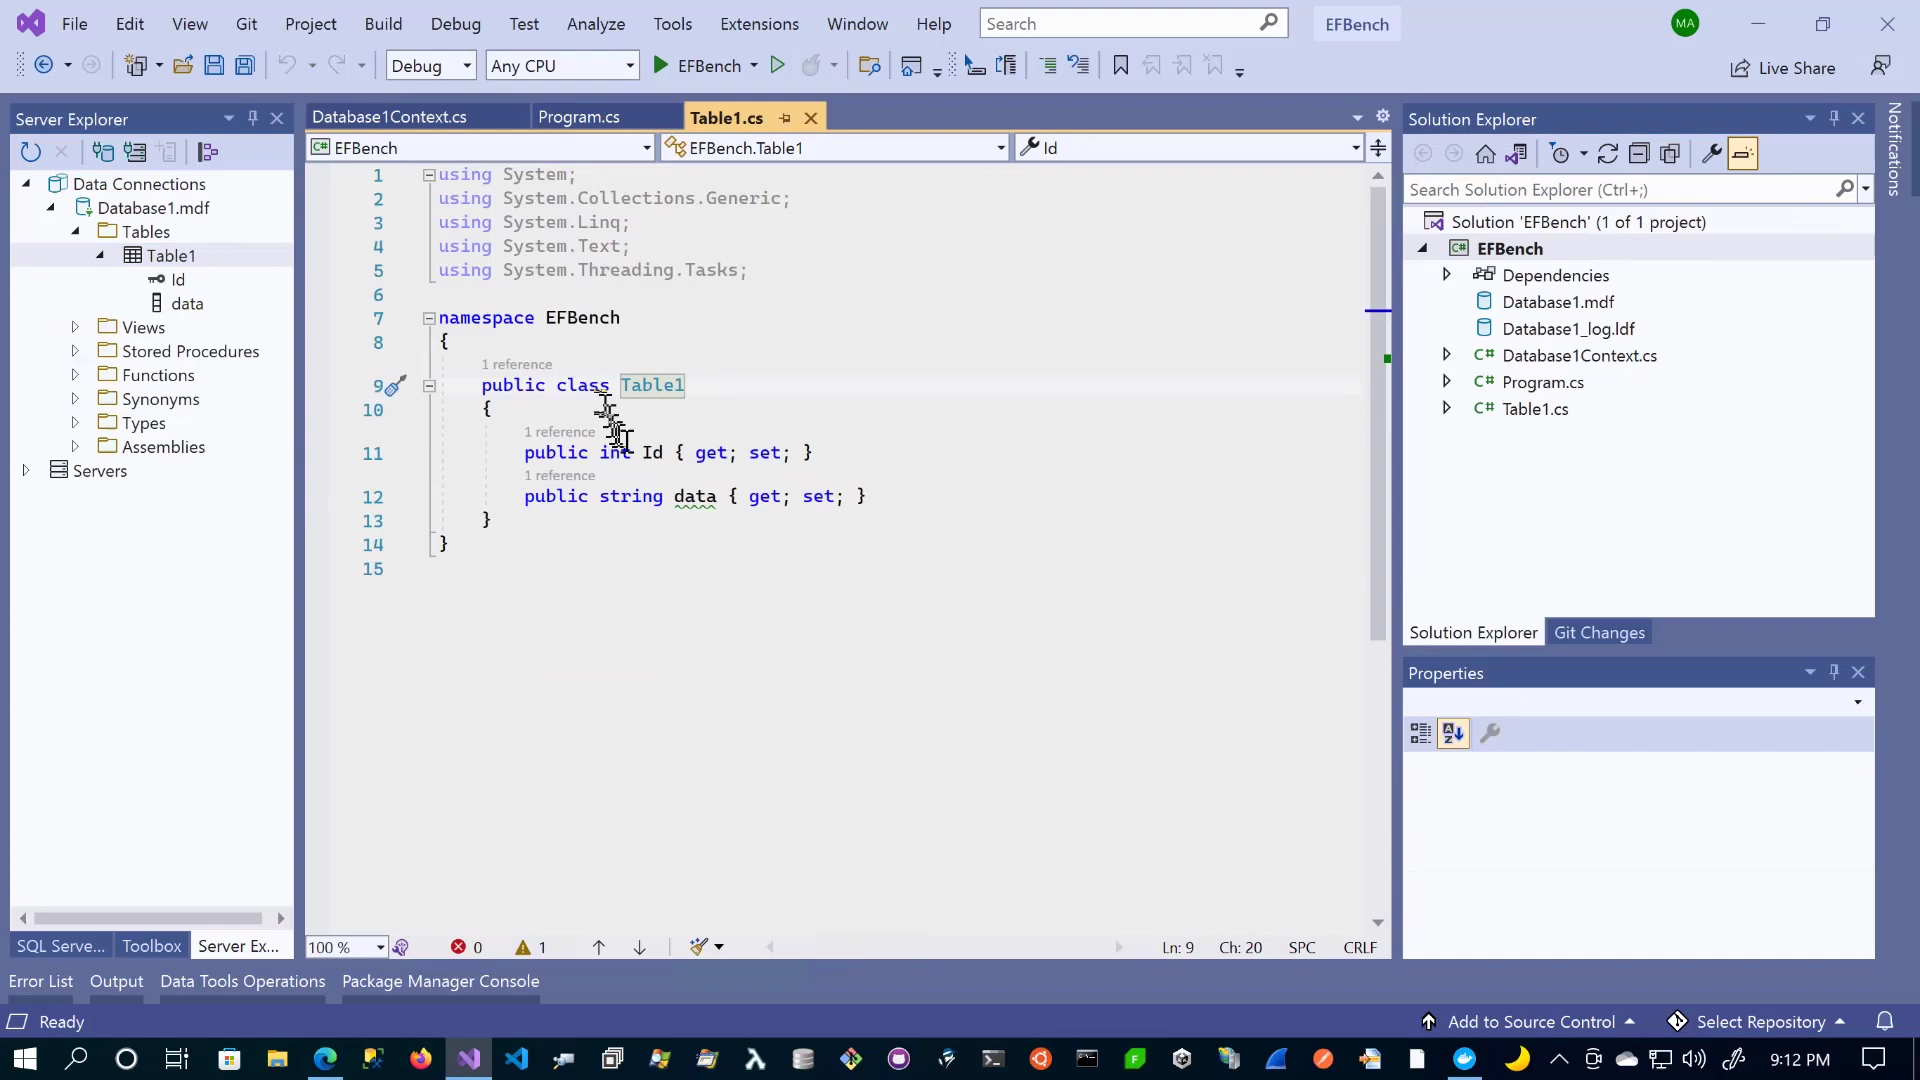 File Edit View Git Project Build Debug Test Analyze Tools Extensions Window Help Search EFBench MA
Debug Any CPU EFBench Live Share
Server Explorer
Data Connections
Database1.mdf
Tables
Table1
Id
data
Views
Stored Procedures
Functions
Synonyms
Types
Assemblies
Servers
SQL Serve... Toolbox Server Ex...
Database1Context.cs Program.cs Table1.cs
C# EFBench EFBench.Table1 Id
1 using System;
2 using System.Collections.Generic;
3 using System.Linq;
4 using System.Text;
5 using System.Threading.Tasks;
6
7 namespace EFBench
8 {
1 reference
9 public class Table1
10 {
1 reference
11 public int Id { get; set; }
1 reference
12 public string data { get; set; }
13 }
14 }
15
100 % 0 1 Ln: 9 Ch: 20 SPC CRLF
Solution Explorer
Search Solution Explorer (Ctrl+;)
Solution 'EFBench' (1 of 1 project)
C# EFBench
Dependencies
Database1.mdf
Database1_log.ldf
C# Database1Context.cs
C# Program.cs
C# Table1.cs
Solution Explorer Git Changes
Properties
Notifications
Error List Output Data Tools Operations Package Manager Console
Ready Add to Source Control Select Repository
9:12 PM